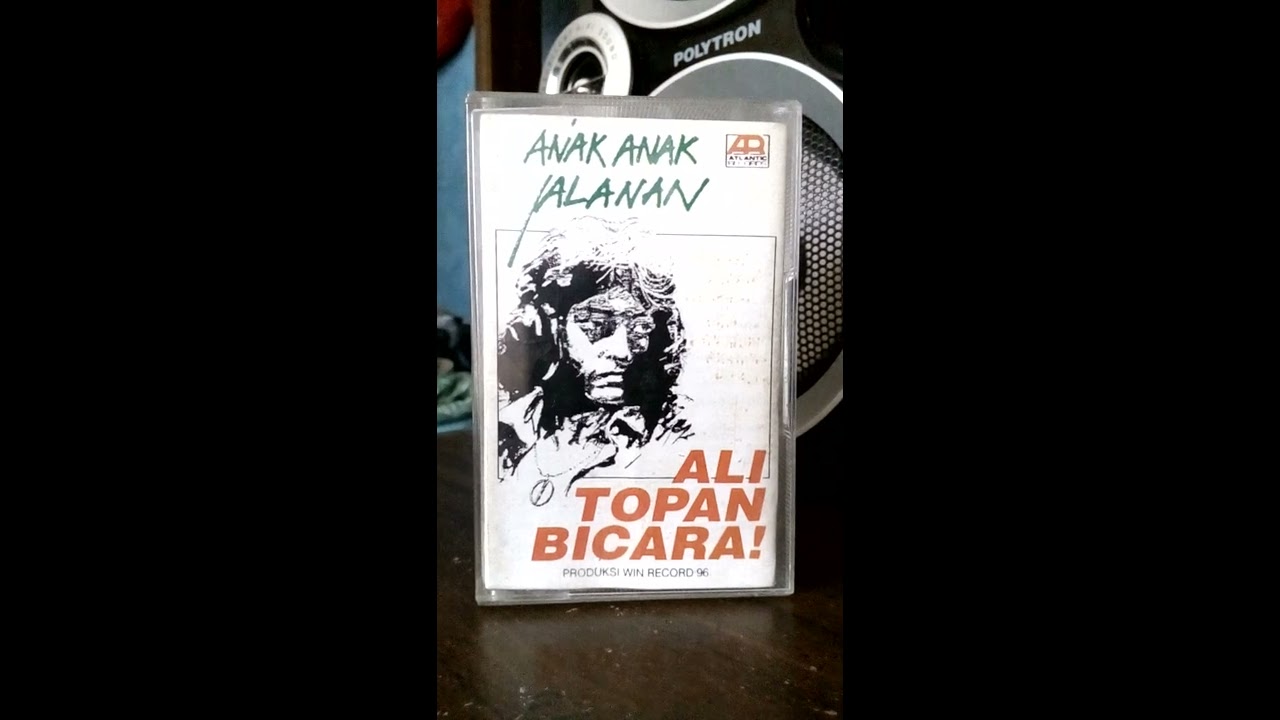 POLYTRON
ANAK ANAK
JALANAN
ATLANTIC
ALI
TOPAN
BICARA!
PRODUKSI WIN RECORD 96